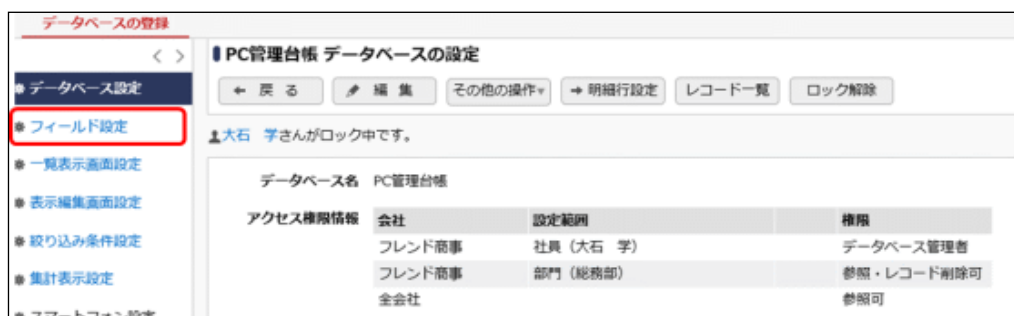 データベースの登録
< >
データベース設定
フィールド設定
一覧表示画面設定
表示編集画面設定
絞り込み条件設定
集計表示設定
スマートフォン設定
PC管理台帳 データベースの設定
← 戻 る 編 集 その他の操作▾ → 明細行設定 レコード一覧 ロック解除
大石 学さんがロック中です。
データベース名 PC管理台帳
アクセス権限情報 会社 設定範囲 権限
フレンド商事 社員（大石 学） データベース管理者
フレンド商事 部門（総務部） 参照・レコード削除可
全会社 参照可